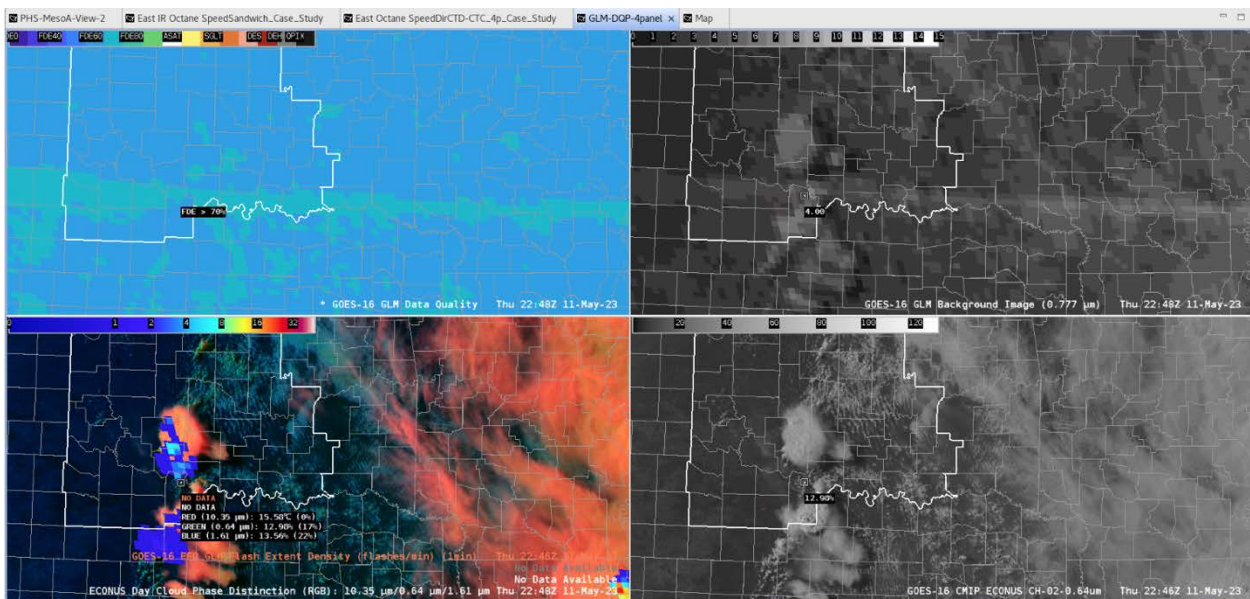 PHS-MesoA-View-2
East IR Octane SpeedSandwich_Case_Study
East Octane SpeedDirCTD-CTC_4p_Case_Study
GLM-DQP-4panel
Map
FDE40 FDE60 FDE80 ASAT SGLT DES DEH OPIX
FDE > 70%
* GOES-16 GLM Data Quality Thu 22:48Z 11-May-23
0 1 2 3 4 5 6 7 8 9 10 11 12 13 14 15
4.00
GOES-16 GLM Background Image (0.777 µm) Thu 22:48Z 11-May-23
0 1 2 4 8 16 32
NO DATA
NO DATA
RED (10.35 µm): 15.58°C (0%)
GREEN (0.64 µm): 12.90% (17%)
BLUE (1.61 µm): 13.56% (22%)
Flash Extent Density (flashes/min) (1min) Thu 22:46Z
No Data Available
No Data Available
ECONUS Day Cloud Phase Distinction (RGB): 10.35 µm/0.64 µm/1.61 µm Thu 22:48Z 11-May-23
20 40 60 80 100 120
12.90%
GOES-16 CMIP ECONUS CH-02-0.64um Thu 22:46Z 11-May-23